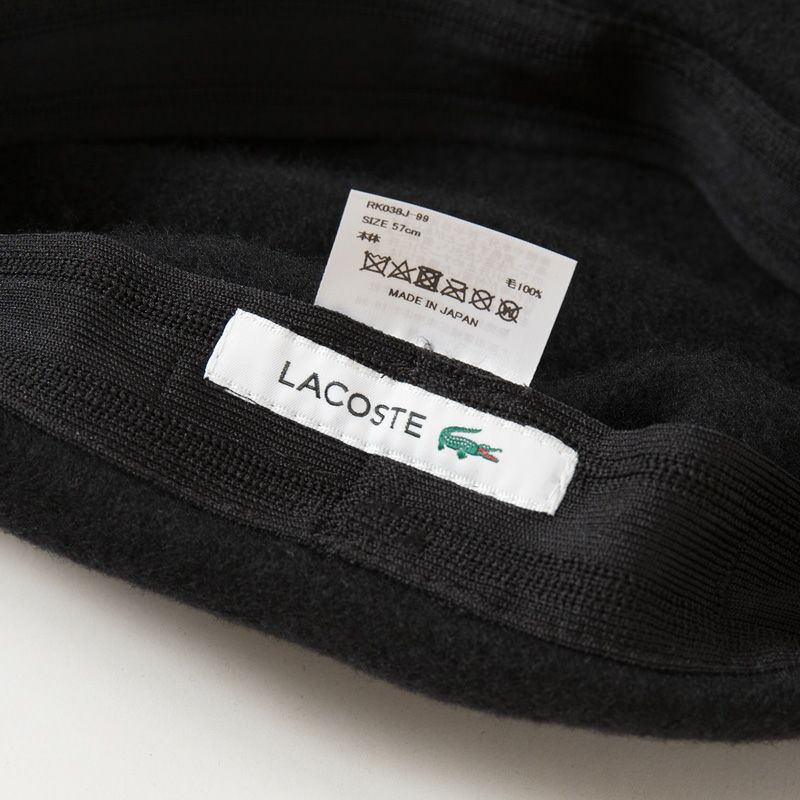 RK038J-99
SIZE 57cm
本体
毛100%
MADE IN JAPAN
LACOSTE